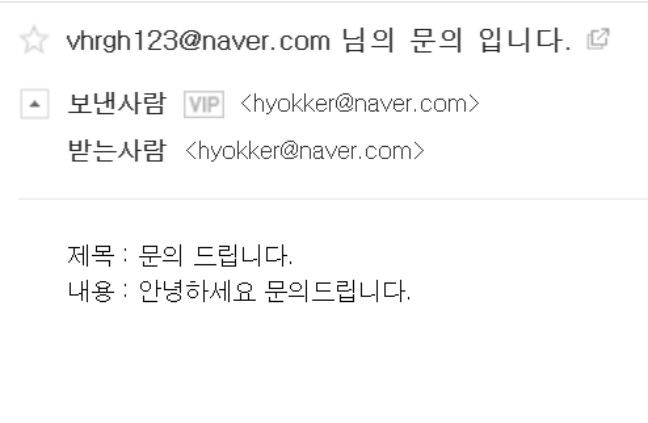 vhrgh123@naver.com 님의 문의 입니다.
보낸사람 VIP <hyokker@naver.com>
받는사람 <hyokker@naver.com>
제목 : 문의 드립니다.
내용 : 안녕하세요 문의드립니다.